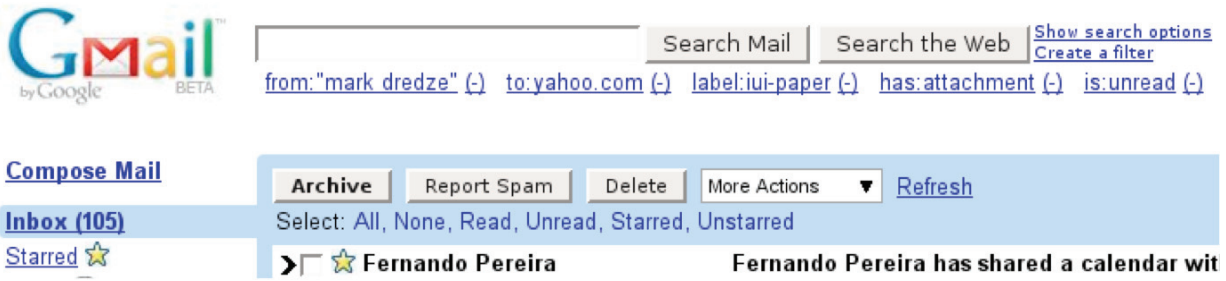 Gmail™
by Google BETA
Search Mail Search the Web Show search options
Create a filter
from:"mark dredze" (-) to:yahoo.com (-) label:iui-paper (-) has:attachment (-) is:unread (-)
Compose Mail
Archive Report Spam Delete More Actions Refresh
Inbox (105)
Select: All, None, Read, Unread, Starred, Unstarred
Starred
Fernando Pereira Fernando Pereira has shared a calendar wit